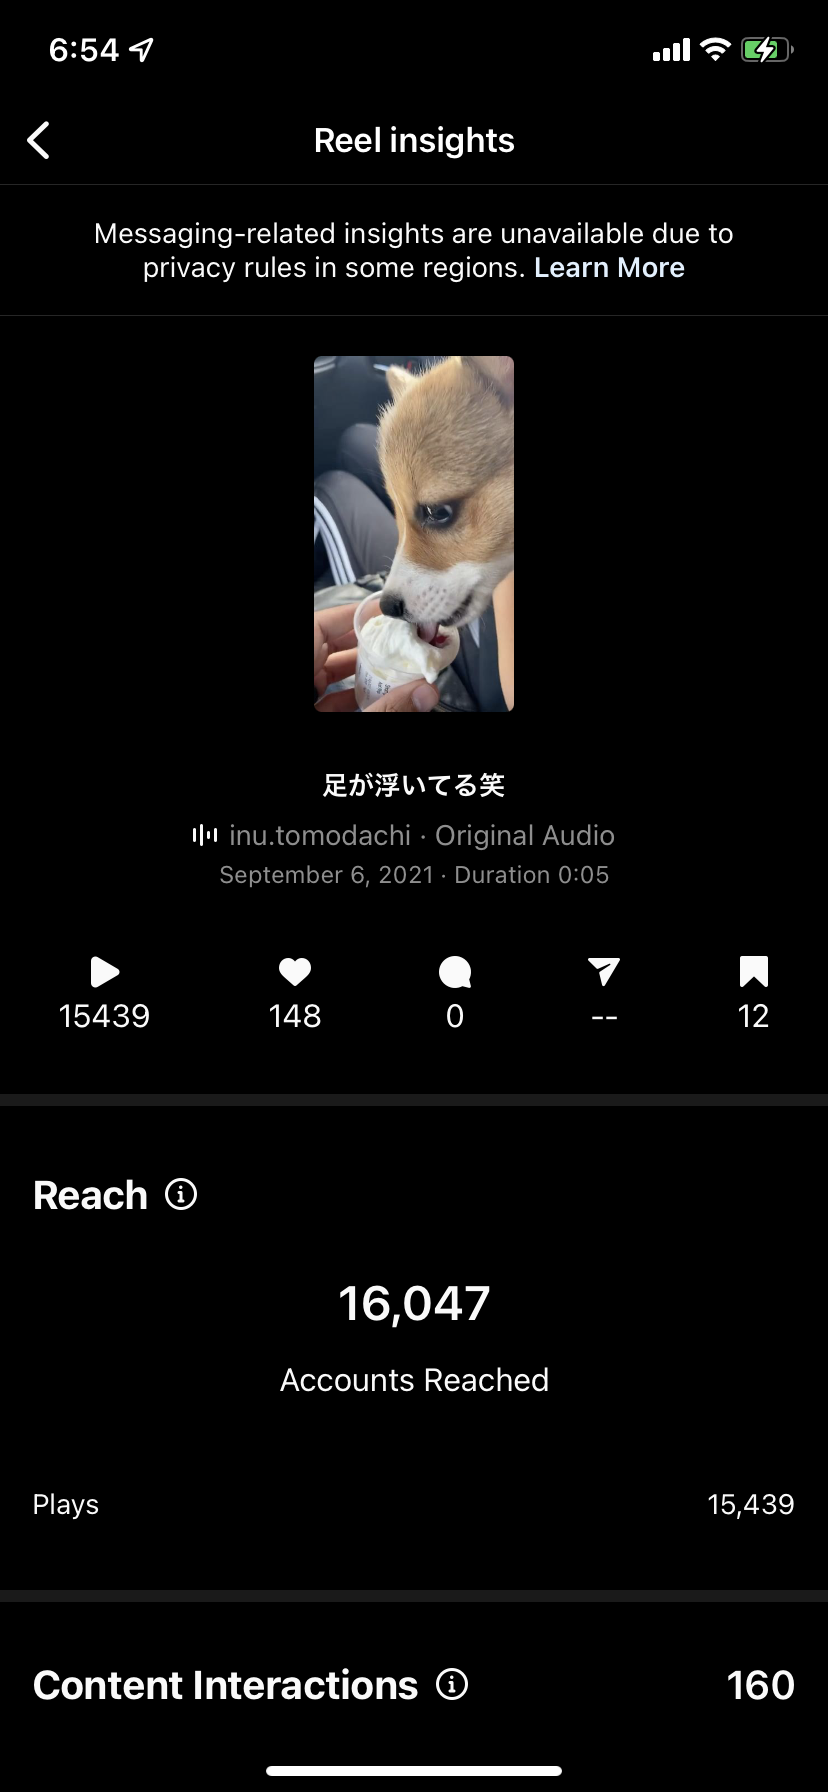 6:54
Reel insights
Messaging-related insights are unavailable due to
privacy rules in some regions. Learn More
足が浮いてる笑
inu.tomodachi · Original Audio
September 6, 2021 · Duration 0:05
15439 148 0 -- 12
Reach
16,047
Accounts Reached
Plays 15,439
Content Interactions 160